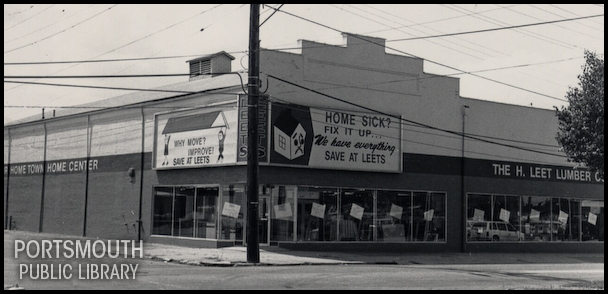 HOME TOWN HOME CENTER
WHY MOVE?
IMPROVE!
SAVE AT LEETS
LEETS
HOME SICK?
FIX IT UP...
We have everything
SAVE AT LEETS
THE H. LEET LUMBER C
PORTSMOUTH
PUBLIC LIBRARY